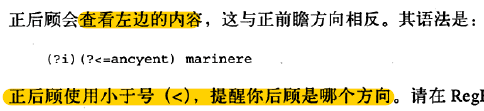 正后顾会查看左边的内容，这与正前瞻方向相反。其语法是：
(?i)(?<=ancyent) marinere
正后顾使用小于号（<），提醒你后顾是哪个方向。请在 Reg